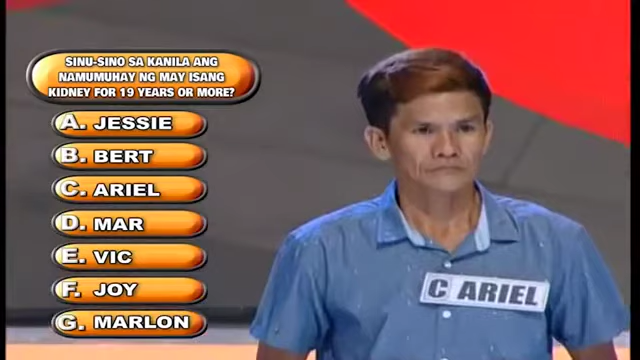 SINU-SINO SA KANILA ANG
NAMUMUHAY NG MAY ISANG
KIDNEY FOR 19 YEARS OR MORE?
A. JESSIE
B. BERT
C. ARIEL
D. MAR
E. VIC
F. JOY
G. MARLON
C ARIEL